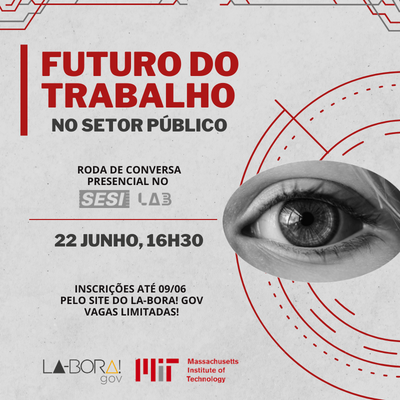 FUTURO DO
TRABALHO
NO SETOR PÚBLICO
RODA DE CONVERSA
PRESENCIAL NO
SESI LAB
22 JUNHO, 16H30
INSCRIÇÕES ATÉ 09/06
PELO SITE DO LA-BORA! GOV
VAGAS LIMITADAS!
LA-BORA!
gov
MIT
Massachusetts
Institute of
Technology